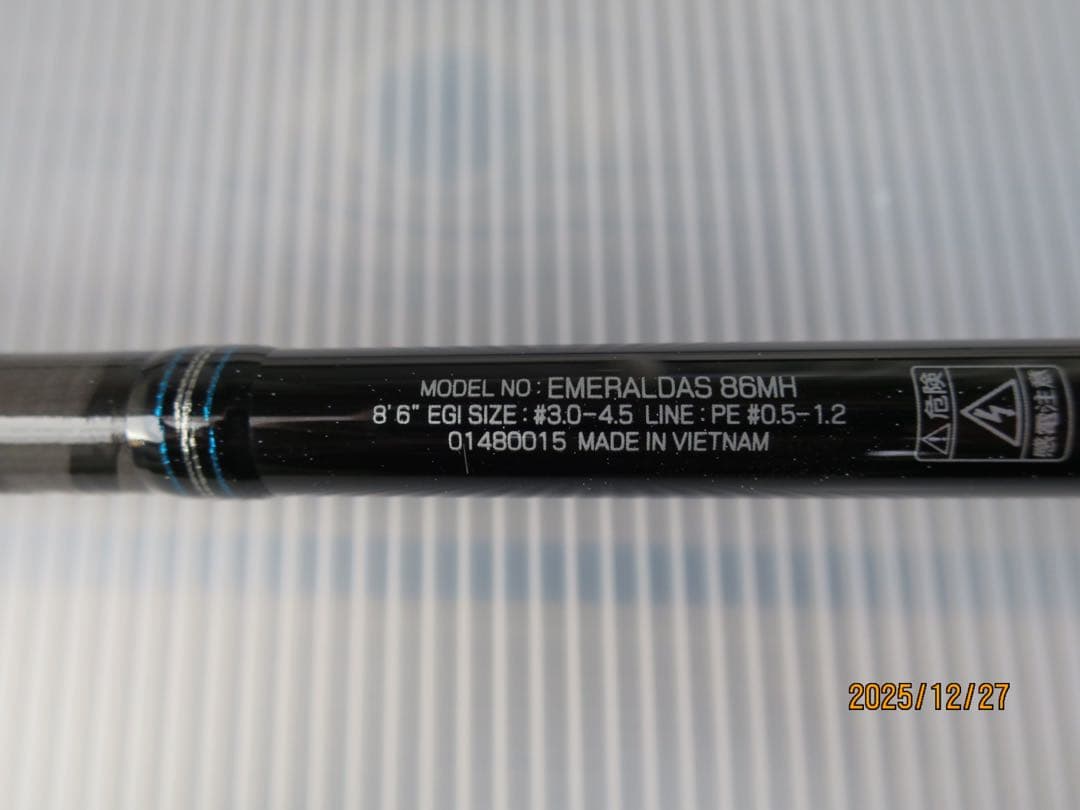 MODEL NO : EMERALDAS 86MH
8'6" EGI SIZE : #3.0-4.5 LINE : PE #0.5-1.2
01480015 MADE IN VIETNAM
危険
感電注意
2025/12/27